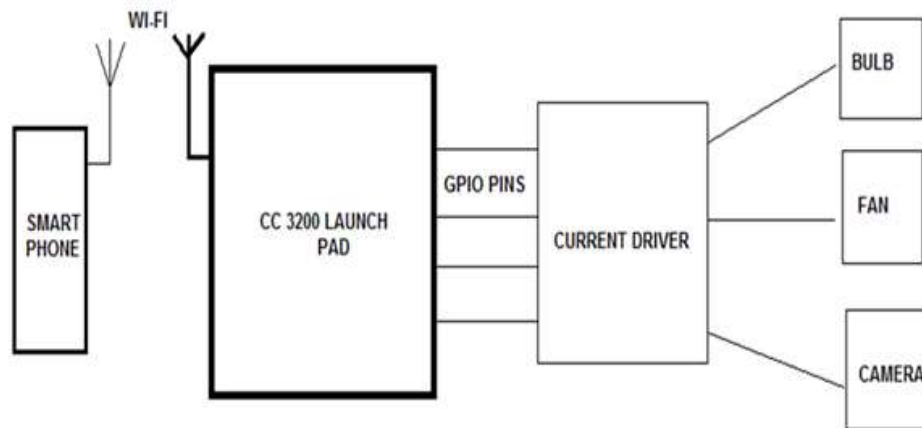 WI-FI
SMART
PHONE
CC 3200 LAUNCH
PAD
GPIO PINS
CURRENT DRIVER
BULB
FAN
CAMERA